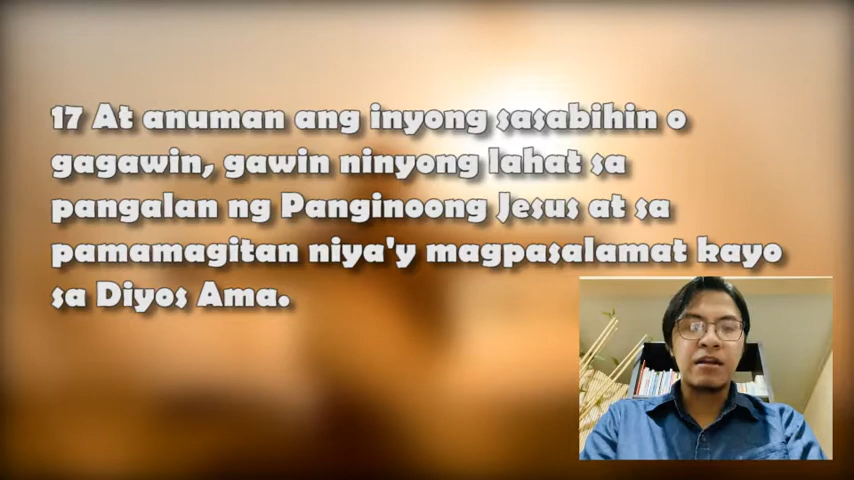 17 At anuman ang inyong sasabihin o
gagawin, gawin ninyong lahat sa
pangalan ng Panginoong Jesus at sa
pamamagitan niya'y magpasalamat kayo
sa Diyos Ama.